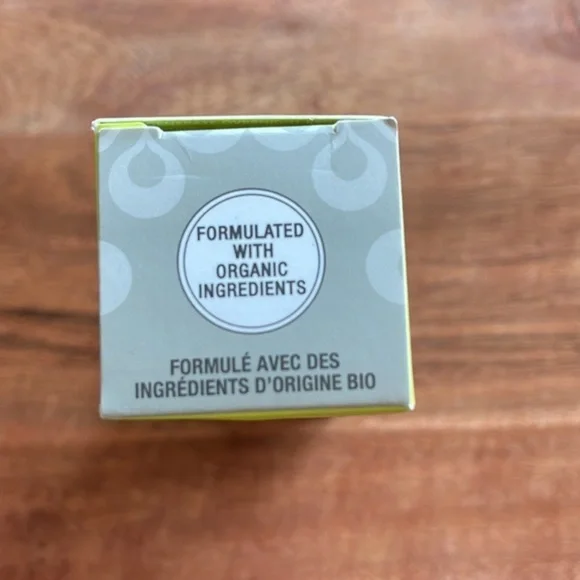 FORMULATED
WITH
ORGANIC
INGREDIENTS
FORMULÉ AVEC DES
INGRÉDIENTS D'ORIGINE BIO